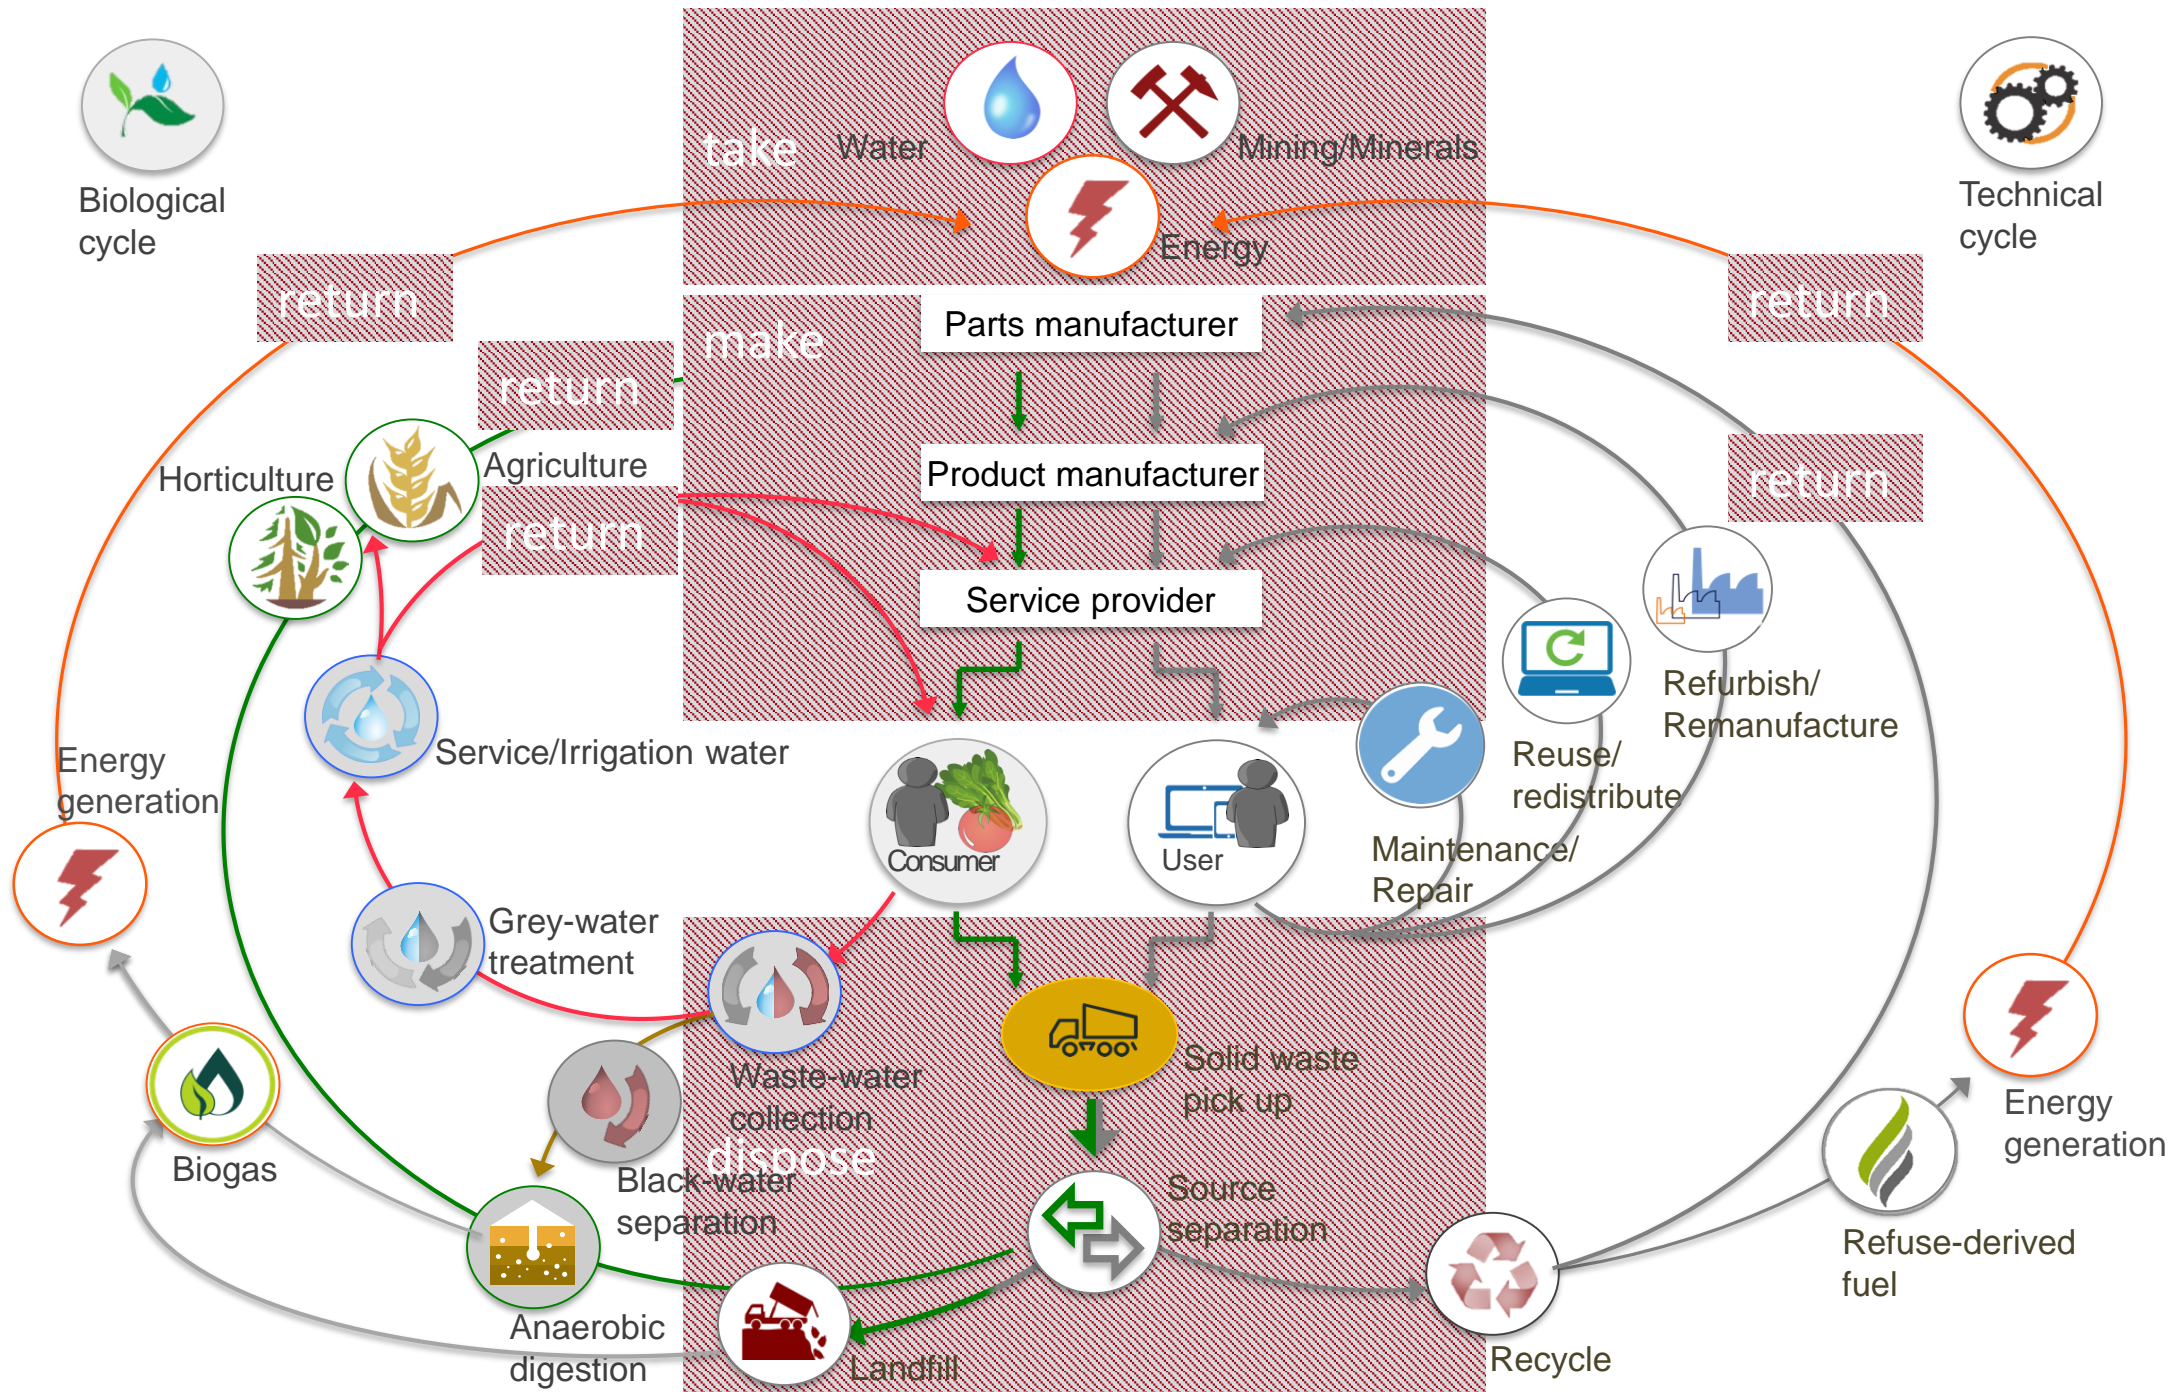 take
Water
Mining/Minerals
Energy
Biological
cycle
Technical
cycle
return
return
make
Parts manufacturer
return
Horticulture
Agriculture
Product manufacturer
return
return
Service provider
Refurbish/
Remanufacture
Service/Irrigation water
Reuse/
redistribute
Energy
generation
Consumer
User
Maintenance/
Repair
Grey-water
treatment
Waste-water
collection
Solid waste
pick up
dispose
Energy
generation
Biogas
Black-water
separation
Source
separation
Refuse-derived
fuel
Anaerobic
digestion
Landfill
Recycle